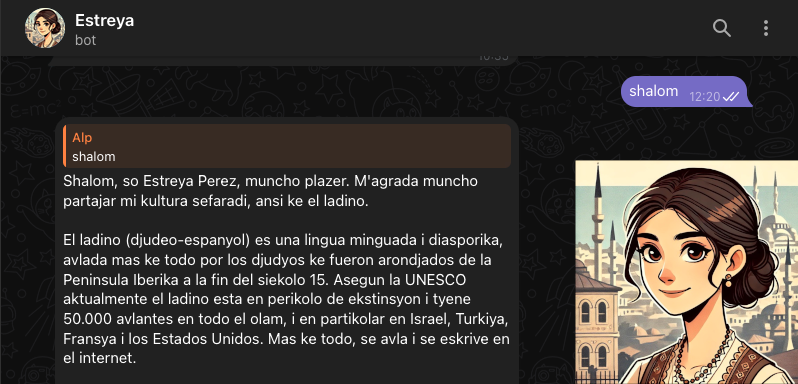 Estreya
bot
shalom 12:20
Alp
shalom
Shalom, so Estreya Perez, muncho plazer. M'agrada muncho
partajar mi kultura sefaradi, ansi ke el ladino.
El ladino (djudeo-espanyol) es una lingua minguada i diasporika,
avlada mas ke todo por los djudyos ke fueron arondjados de la
Peninsula Iberika a la fin del siekolo 15. Asegun la UNESCO
aktualmente el ladino esta en perikolo de ekstinsyon i tyene
50.000 avlantes en todo el olam, i en partikolar en Israel, Turkiya,
Fransya i los Estados Unidos. Mas ke todo, se avla i se eskrive en
el internet.